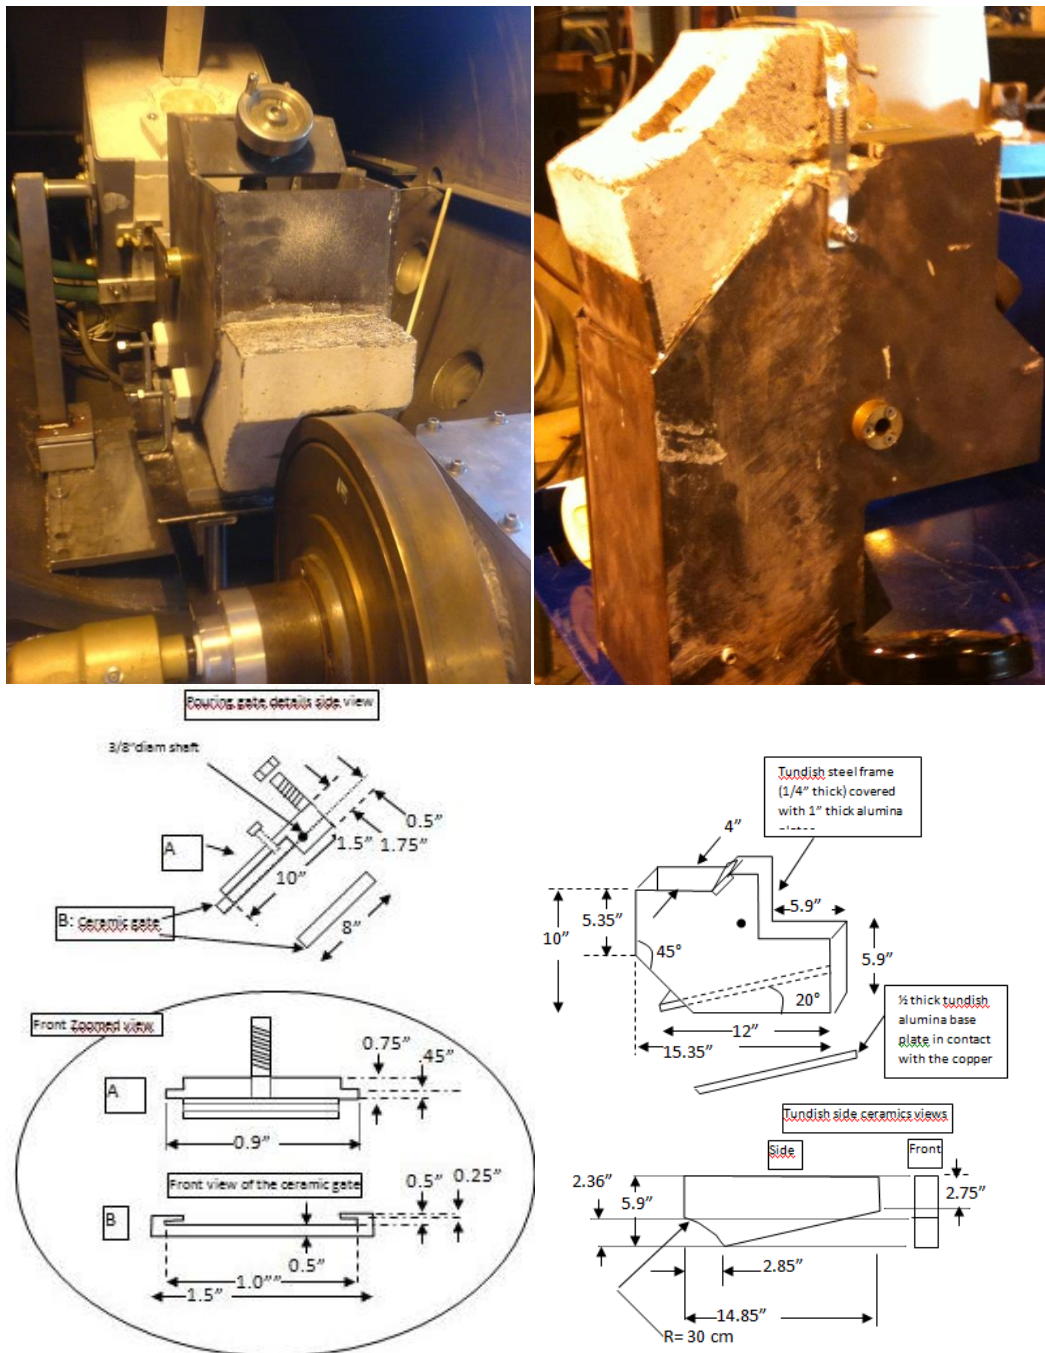 Pouring gate details side view
3/8”diam shaft
0.5”
1.5” 1.75”
A
10”
B: Ceramic gate
8”
Front Zoomed view
0.75”
.45”
A
0.9”
Front view of the ceramic gate
0.5” 0.25”
B
0.5”
1.0””
1.5”
Tundish steel frame
(1/4” thick) covered
with 1” thick alumina
4”
5.9”
5.35”
10”
45°
5.9”
20°
12”
15.35”
½ thick tundish
alumina base
plate in contact
with the copper
Tundish side ceramics views
Side
Front
2.36”
5.9”
2.75”
2.85”
14.85”
R= 30 cm